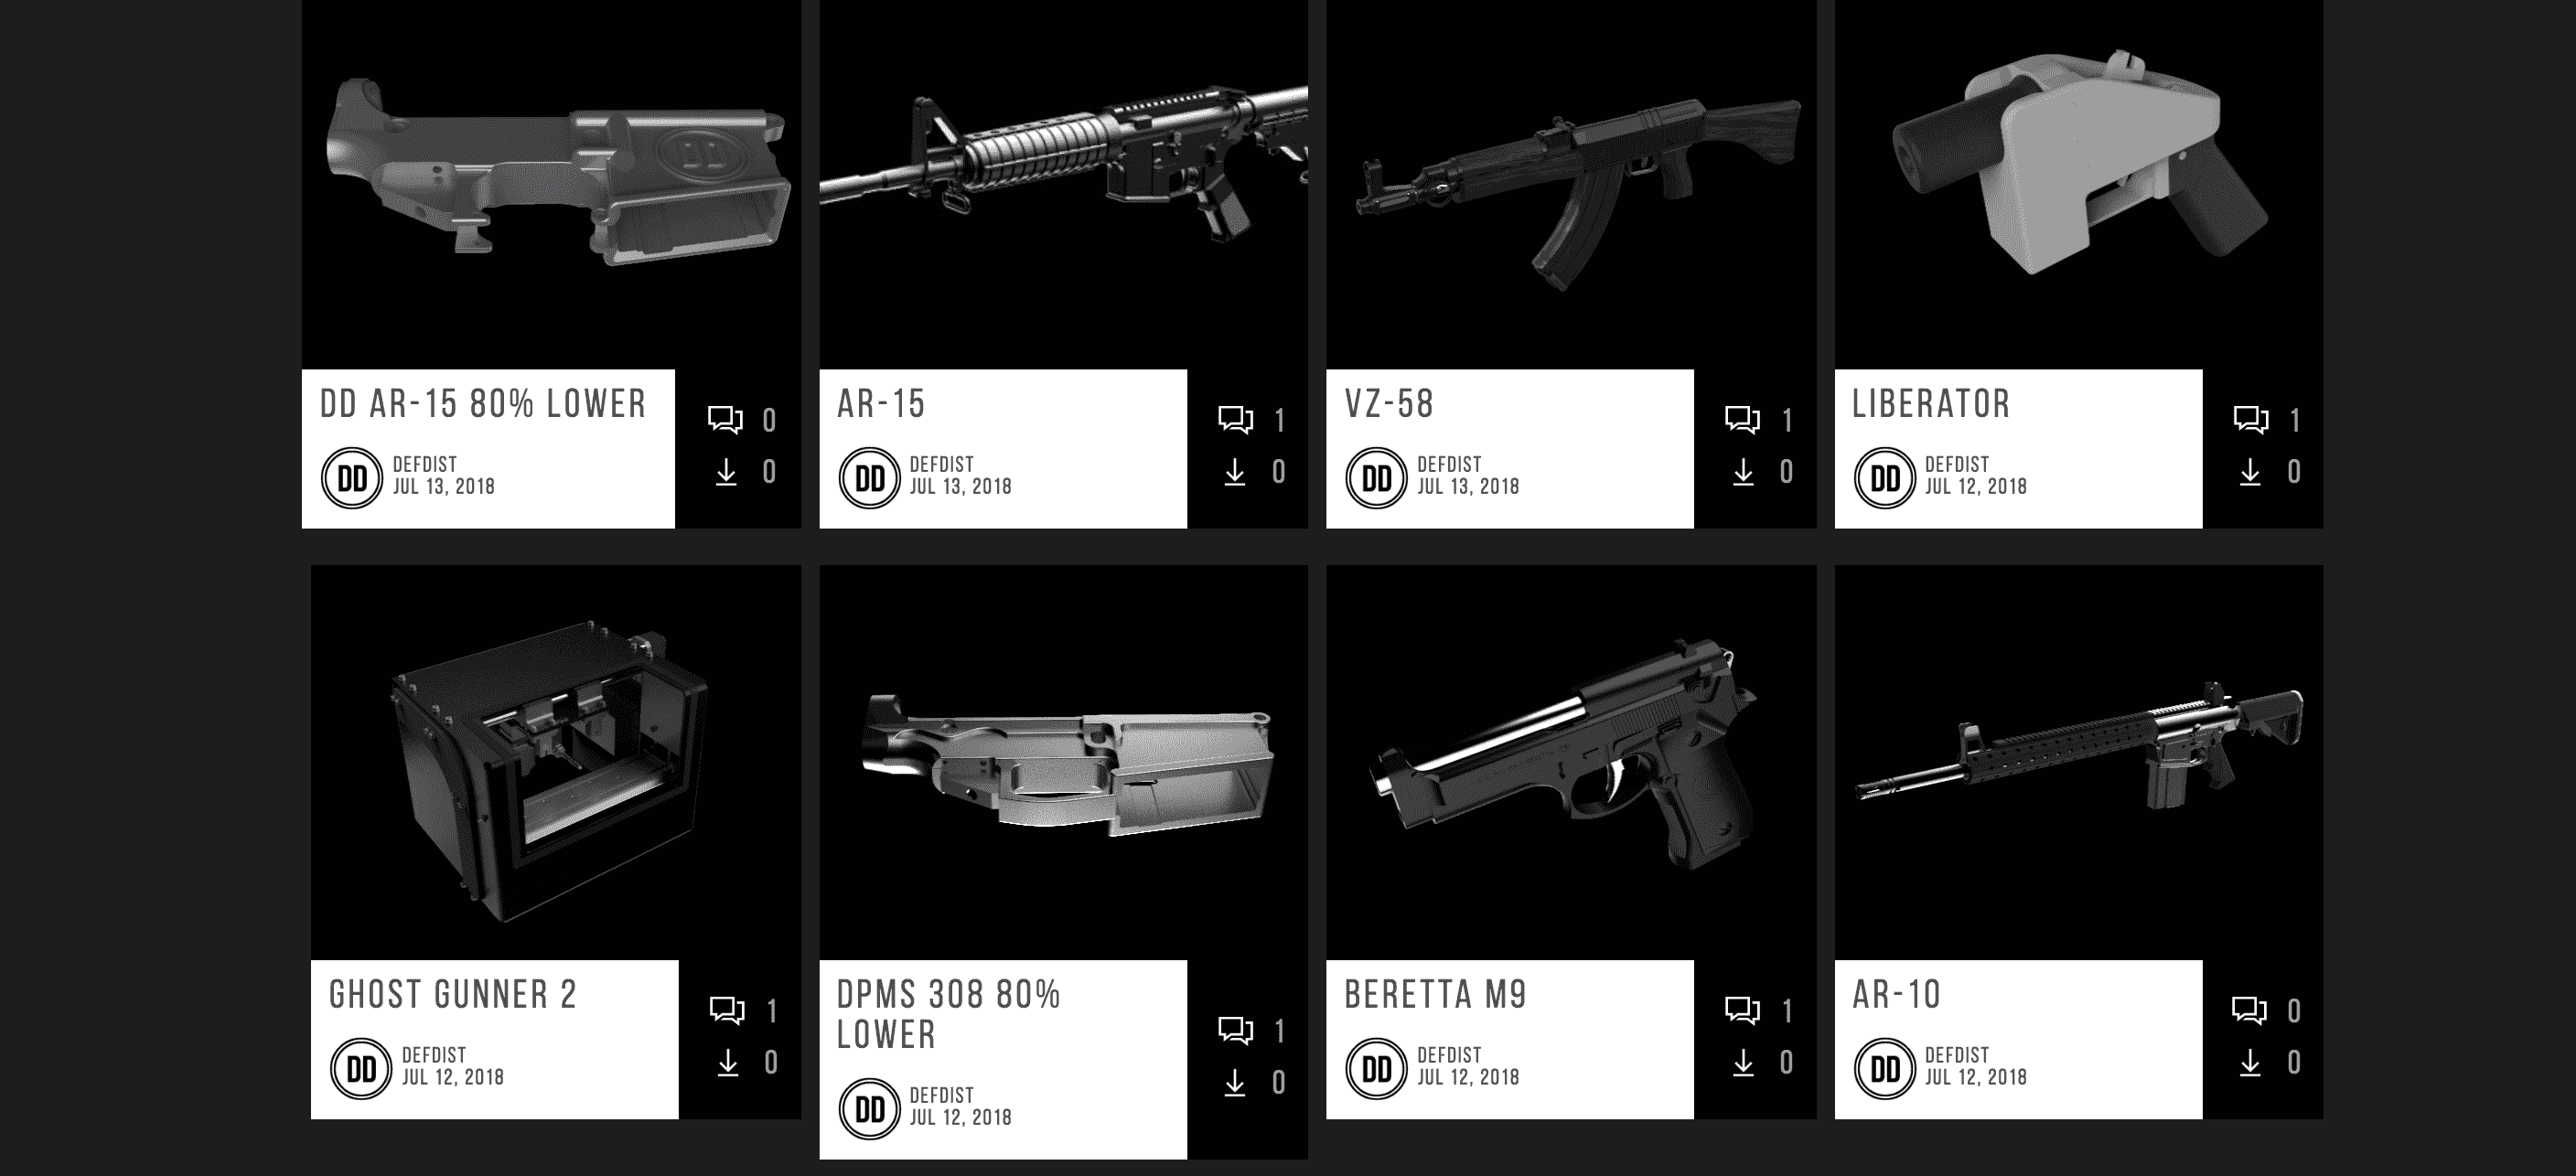 DD AR-15 80% LOWER
0
DD
DEFDIST
JUL 13, 2018
0
AR-15
1
DD
DEFDIST
JUL 13, 2018
0
VZ-58
1
DD
DEFDIST
JUL 13, 2018
0
LIBERATOR
1
DD
DEFDIST
JUL 12, 2018
0
GHOST GUNNER 2
1
DD
DEFDIST
JUL 12, 2018
0
DPMS 308 80%
LOWER
1
DD
DEFDIST
JUL 12, 2018
0
BERETTA M9
1
DD
DEFDIST
JUL 12, 2018
0
AR-10
0
DD
DEFDIST
JUL 12, 2018
0
DD